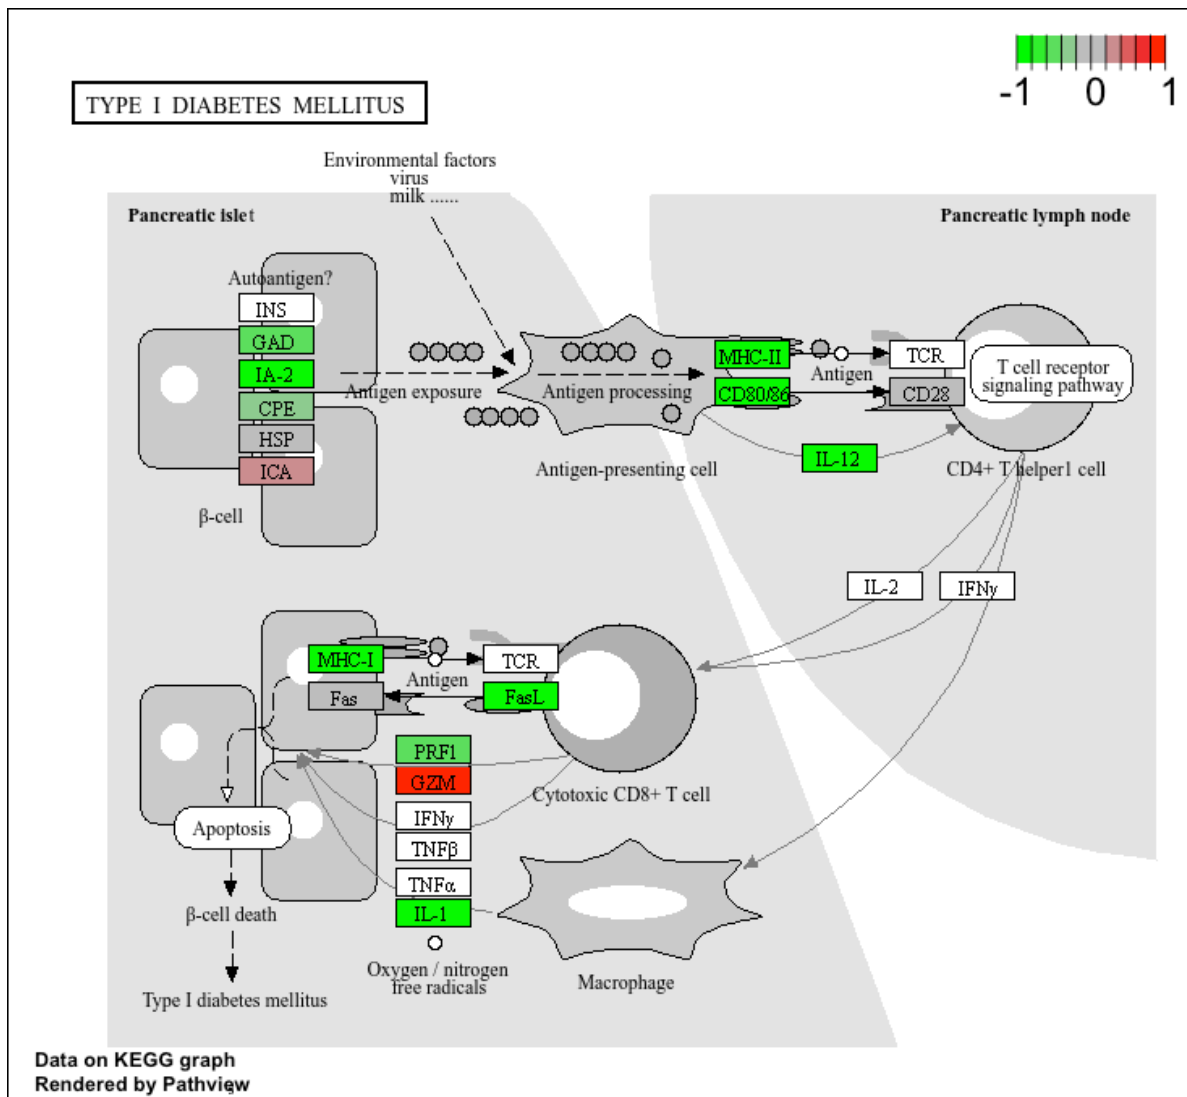 -1 0 1
TYPE I DIABETES MELLITUS
Environmental factors
virus
milk ......
Pancreatic islet
Pancreatic lymph node
Autoantigen?
INS
GAD
IA-2
CPE
HSP
ICA
β-cell
Antigen exposure
Antigen processing
MHC-II
CD80/86
Antigen
TCR
CD28
T cell receptor
signaling pathway
IL-12
Antigen-presenting cell
CD4+ T helper1 cell
IL-2
IFNγ
MHC-I
Fas
Antigen
TCR
FasL
PRF1
GZM
IFNγ
TNFβ
TNFα
IL-1
Cytotoxic CD8+ T cell
Apoptosis
β-cell death
Type I diabetes mellitus
Oxygen / nitrogen
free radicals
Macrophage
Data on KEGG graph
Rendered by Pathview